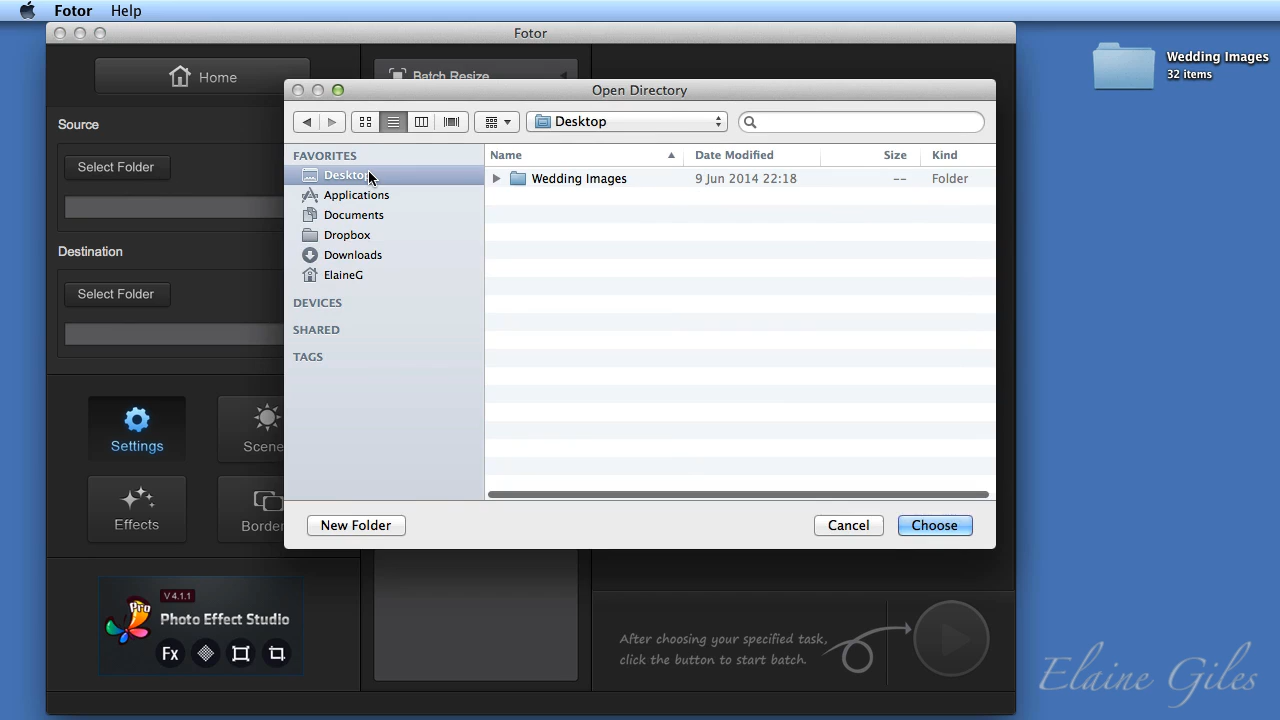 Fotor Help
Fotor
Wedding Images
32 items
Home
Batch Resize
Open Directory
Desktop
Source
Select Folder
Destination
Select Folder
FAVORITES
Desktop
Applications
Documents
Dropbox
Downloads
ElaineG
DEVICES
SHARED
TAGS
Name Date Modified Size Kind
Wedding Images 9 Jun 2014 22:18 -- Folder
New Folder Cancel Choose
Settings
Effects
V 4.1.1
Pro
Photo Effect Studio
Fx
After choosing your specified task,
click the button to start batch.
Elaine Giles